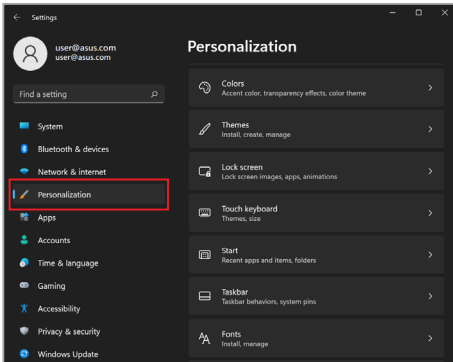 Settings
user@asus.com
user@asus.com
Find a setting
System
Bluetooth & devices
Network & internet
Personalization
Apps
Accounts
Time & language
Gaming
Accessibility
Privacy & security
Windows Update
Personalization
Colors
Accent color, transparency effects, color theme
Themes
Install, create, manage
Lock screen
Lock screen images, apps, animations
Touch keyboard
Themes, size
Start
Recent apps and items, folders
Taskbar
Taskbar behaviors, system pins
Fonts
Install, manage